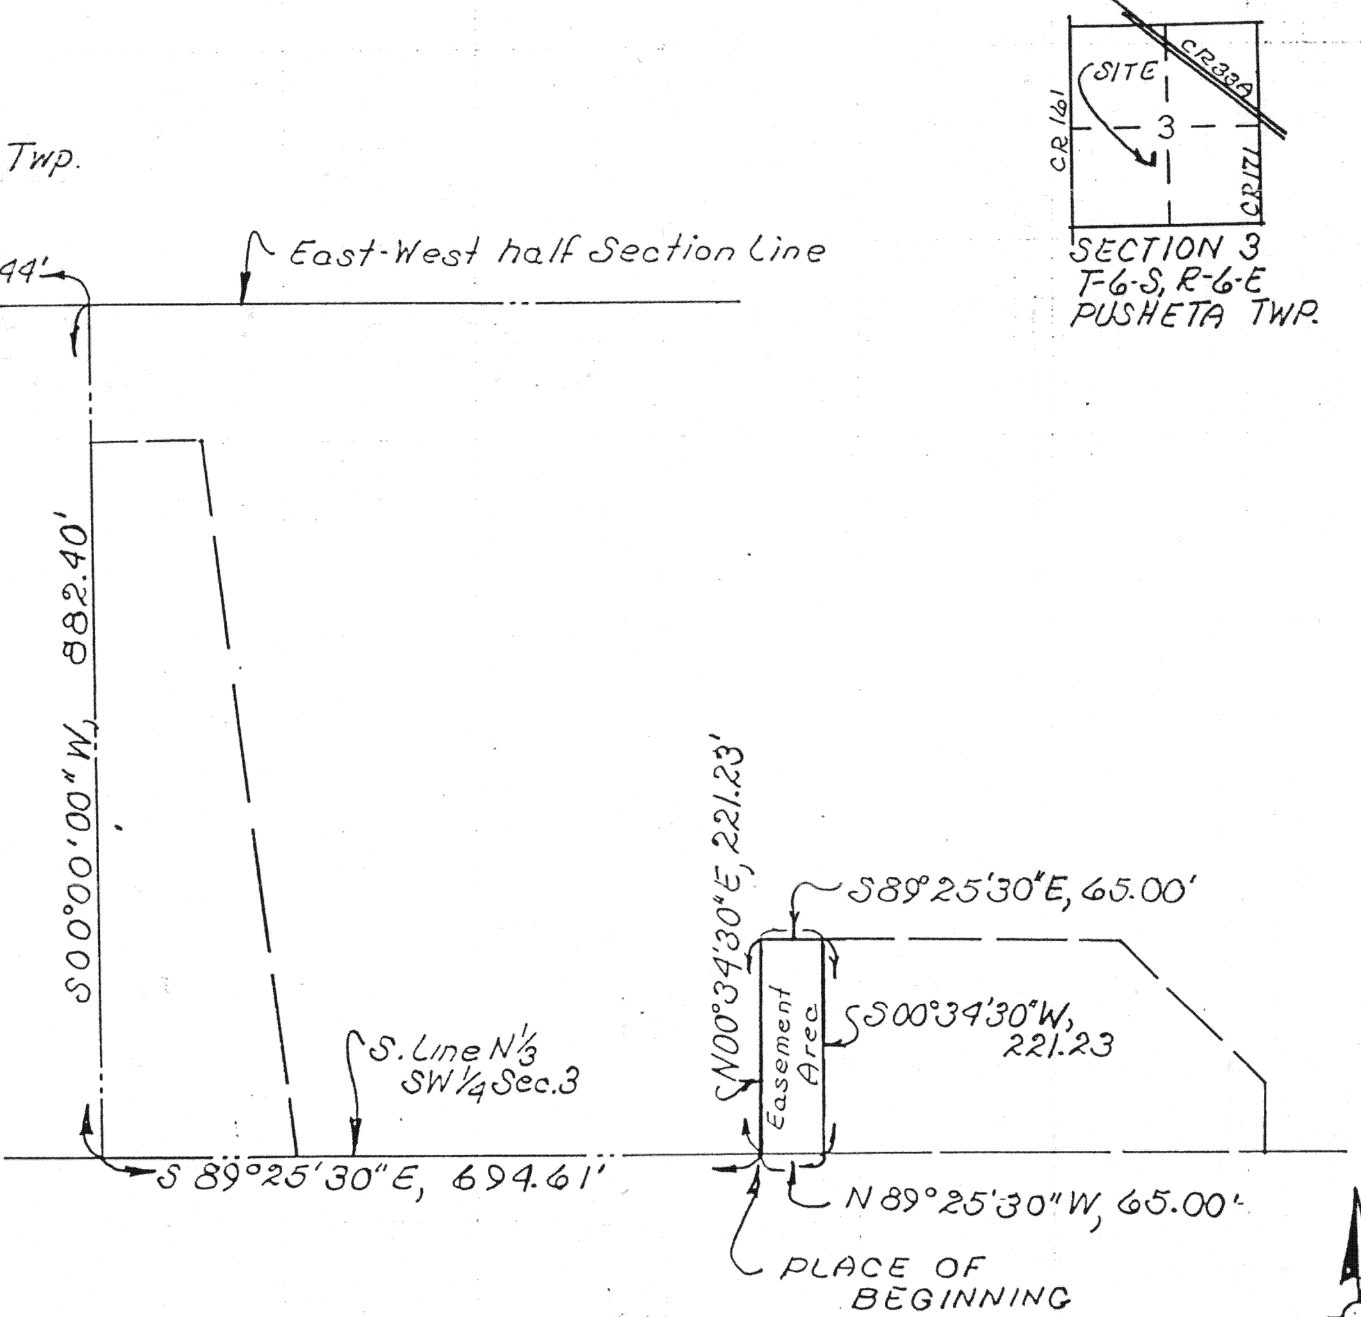 CR33A
SITE
CR 161
3
CR171
SECTION 3
T-6-S, R-6-E
PUSHETA TWP.
Twp.
44'
East-West half Section Line
S00°00'00"W, 882.40'
N00°34'30"E, 221.23'
S89°25'30"E, 65.00'
Easement
Area
S00°34'30"W,
221.23
S. Line N⅓
SW¼ Sec.3
S 89°25'30"E, 694.61'
N 89°25'30"W, 65.00'
PLACE OF
BEGINNING